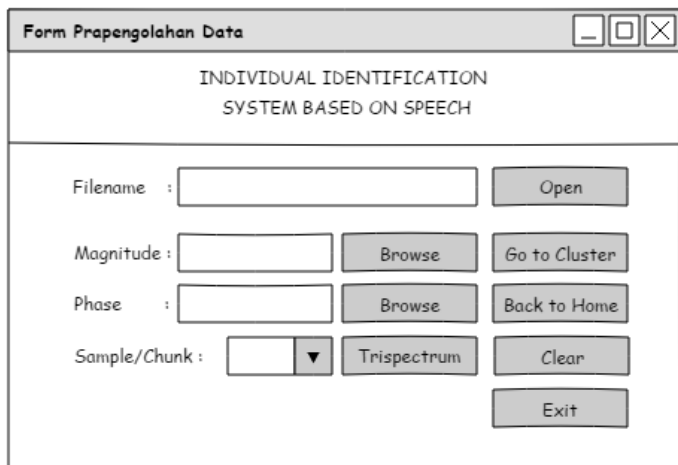 Form Prapengolahan Data
INDIVIDUAL IDENTIFICATION
SYSTEM BASED ON SPEECH
Filename : Open
Magnitude : Browse Go to Cluster
Phase : Browse Back to Home
Sample/Chunk : Trispectrum Clear
Exit